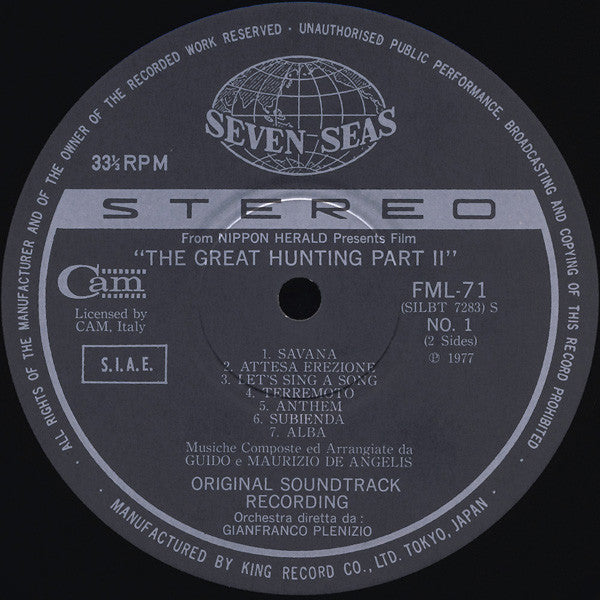 ALL RIGHTS OF THE MANUFACTURER AND OF THE OWNER OF THE RECORDED WORK RESERVED · UNAUTHORISED PUBLIC PERFORMANCE, BROADCASTING AND COPYING OF THIS RECORD PROHIBITED.
SEVEN SEAS
33⅓ RPM
STEREO
From NIPPON HERALD Presents Film
"THE GREAT HUNTING PART II"
Cam
Licensed by
CAM, Italy
S.I.A.E.
FML-71
(SILBT 7283) S
NO. 1
(2 Sides)
℗ 1977
1. SAVANA
2. ATTESA EREZIONE
3. LET'S SING A SONG
4. TERREMOTO
5. ANTHEM
6. SUBIENDA
7. ALBA
Musiche Composte ed Arrangiate da
GUIDO e MAURIZIO DE ANGELIS
ORIGINAL SOUNDTRACK
RECORDING
Orchestra diretta da :
GIANFRANCO PLENIZIO
MANUFACTURED BY KING RECORD CO., LTD. TOKYO, JAPAN ·